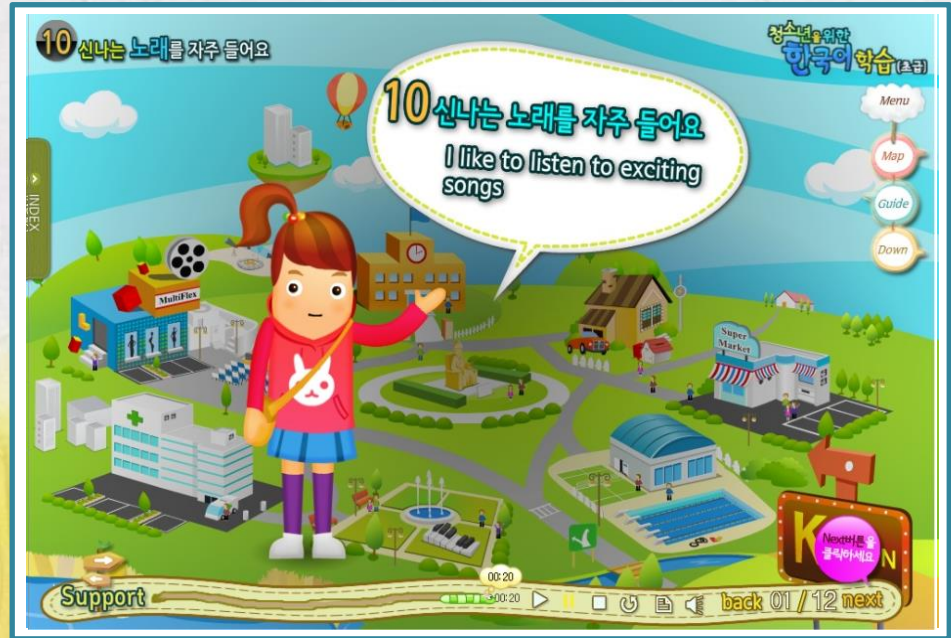 10 신나는 노래를 자주 들어요
청소년을 위한
한국어 학습(초급)
10 신나는 노래를 자주 들어요
I like to listen to exciting
songs
Menu
Map
Guide
Down
INDEX
MultiFlex
Super
Market
K
N
Next버튼을
클릭하세요
Support
00:20
00:20
back 01 / 12 next